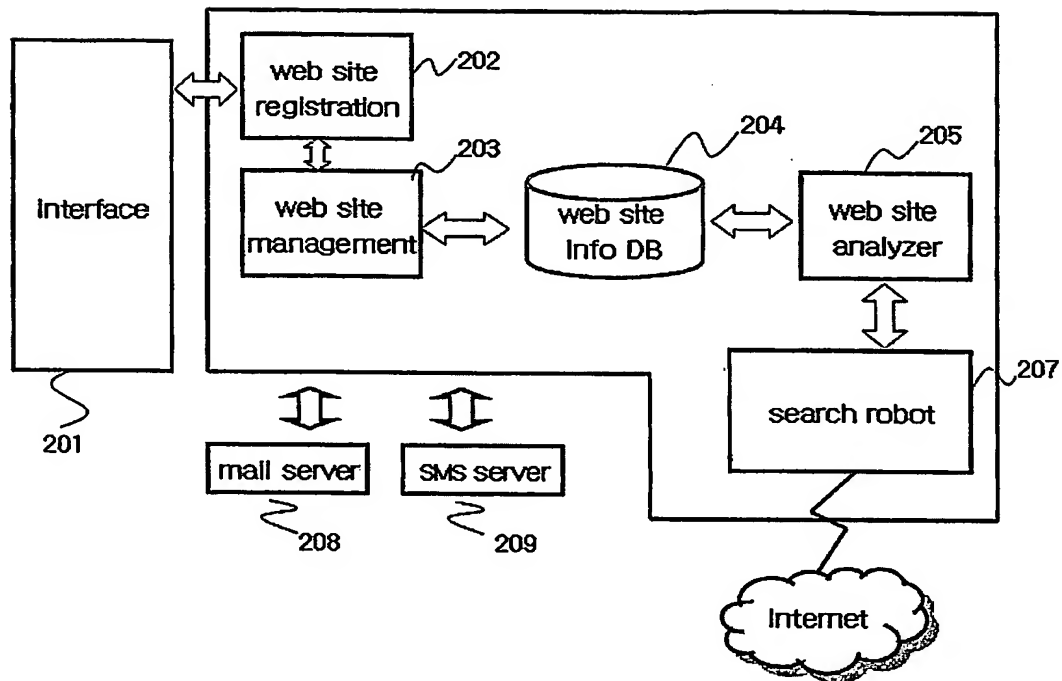 web site
registration
202
Interface
201
web site
management
203
web site
Info DB
204
web site
analyzer
205
search robot
207
mail server
208
SMS server
209
Internet